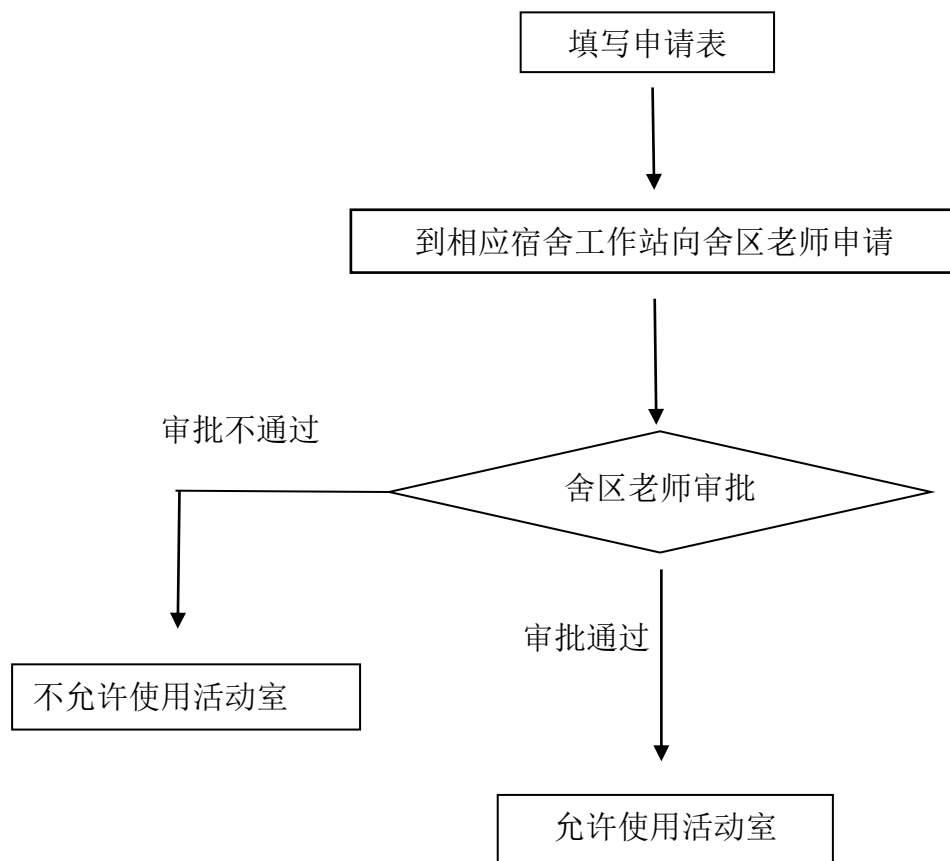 填写申请表
到相应宿舍工作站向舍区老师申请
审批不通过
舍区老师审批
审批通过
不允许使用活动室
允许使用活动室